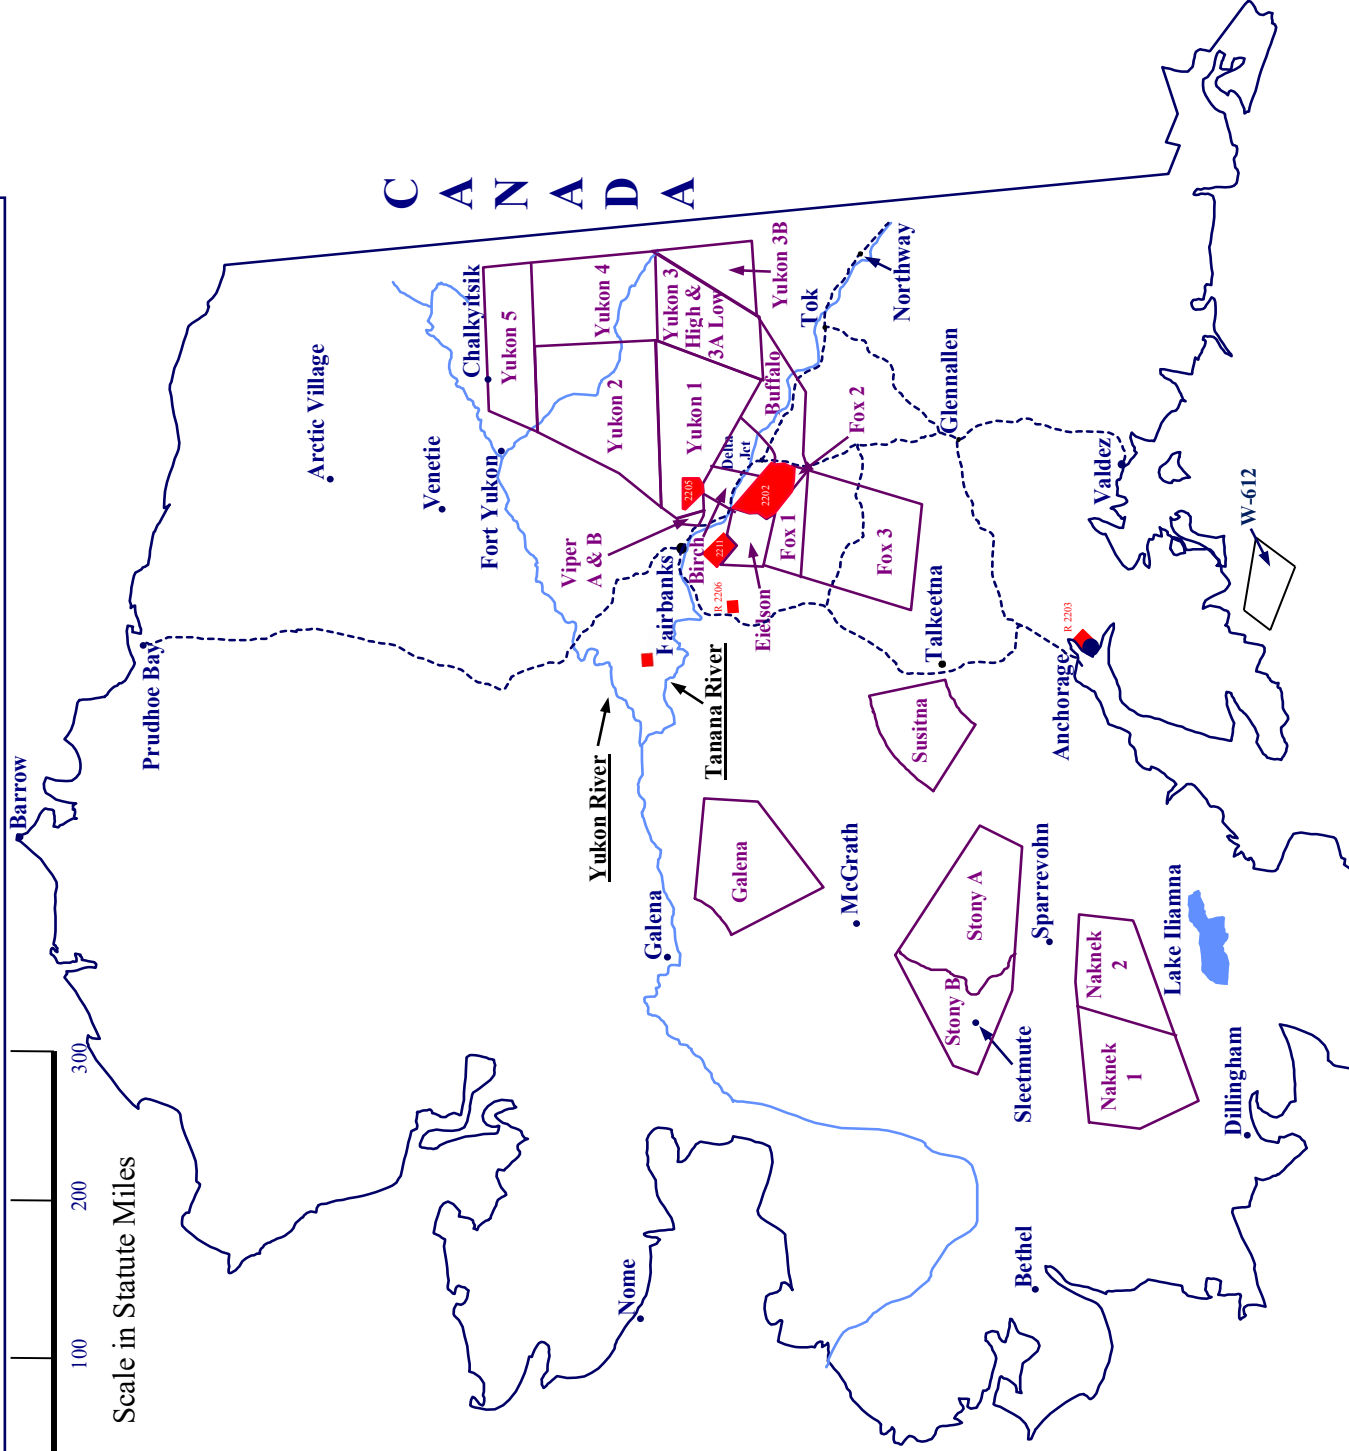 Barrow
Prudhoe Bay
Arctic Village
Venetie
Fort Yukon
Chalkyitsik
C
A
N
A
D
A
Yukon 5
Yukon 4
Yukon 2
Yukon 3
High &
3A Low
Yukon 3B
Yukon 1
Buffalo
Viper
A & B
Birch
Fairbanks
Eielson
Delta
Jct
2205
2202
2211
R 2206
Fox 1
Fox 2
Fox 3
Tok
Northway
Glennallen
Valdez
W-612
Talkeetna
R 2203
Anchorage
Susitna
Yukon River
Tanana River
Galena
Galena
McGrath
Stony A
Stony B
Sparrevohn
Sleetmute
Naknek
2
Naknek
1
Lake Iliamna
Dillingham
Bethel
Nome
100
200
300
Scale in Statute Miles